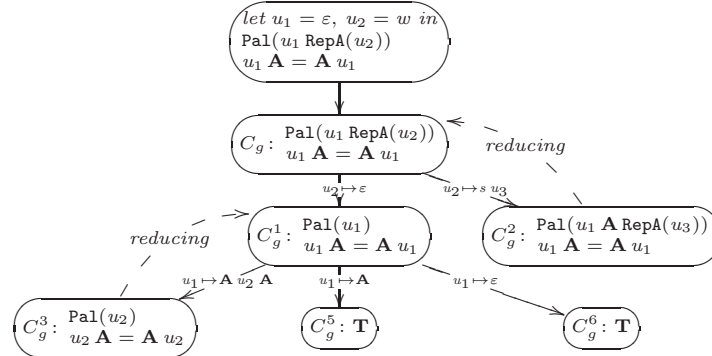 let u₁ = ε, u₂ = w in
Pal(u₁ RepA(u₂))
u₁ A = A u₁
C_g: Pal(u₁ RepA(u₂))
u₁ A = A u₁
reducing
u₂ ↦ ε
u₂ ↦ s u₃
reducing
C_g^1: Pal(u₁)
u₁ A = A u₁
C_g^2: Pal(u₁ A RepA(u₃))
u₁ A = A u₁
u₁ ↦ A u₂ A
u₁ ↦ A
u₁ ↦ ε
C_g^3: Pal(u₂)
u₂ A = A u₂
C_g^5: T
C_g^6: T